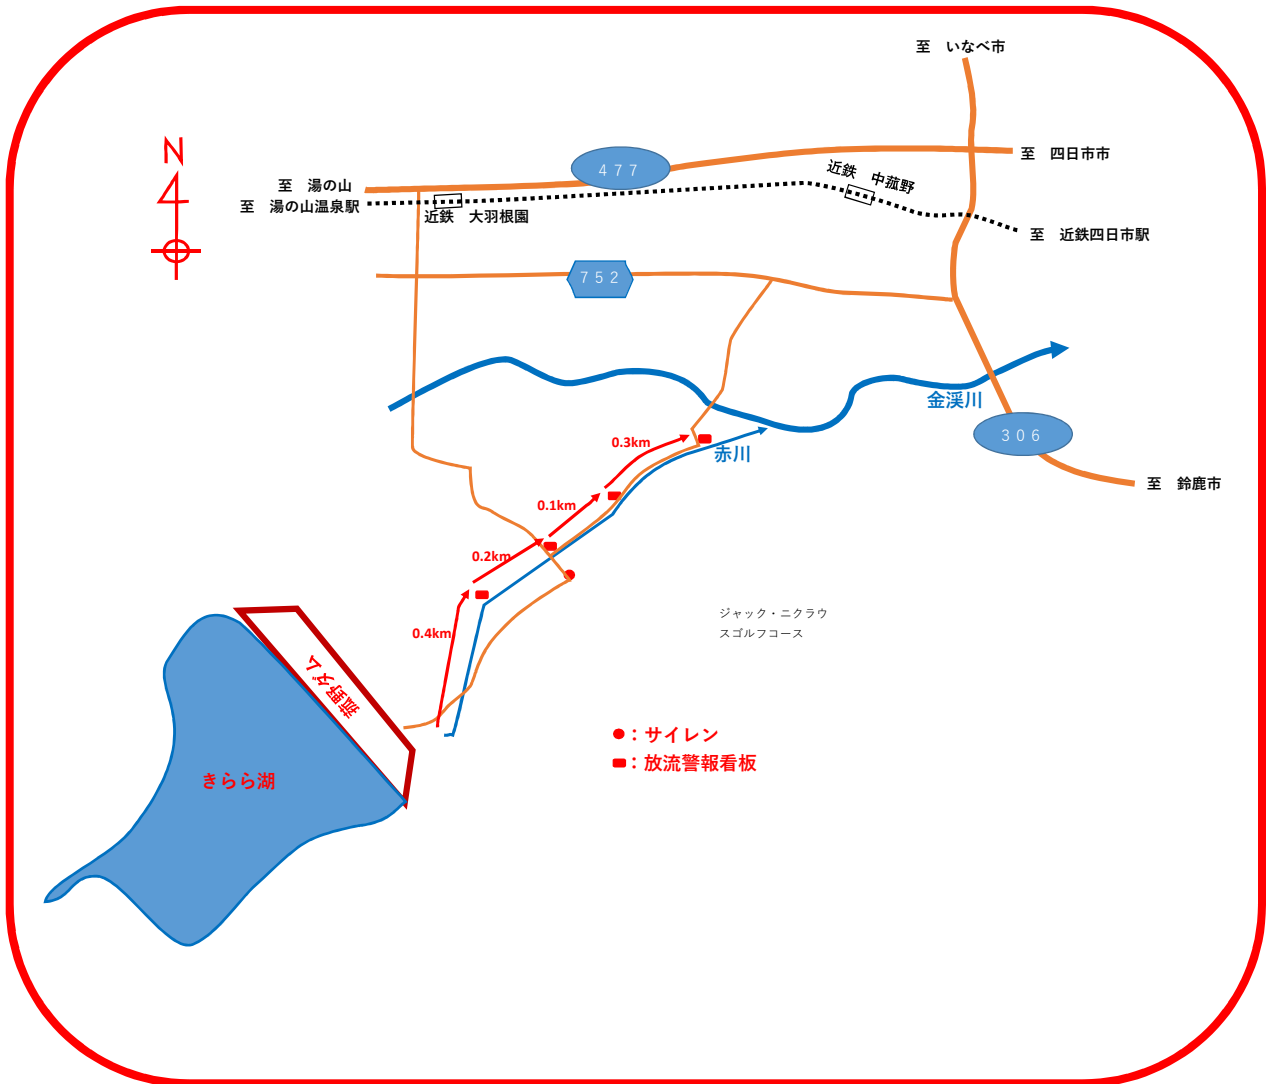 至　いなべ市
N
４７７
至　四日市市
近鉄　中菰野
至　湯の山
至　湯の山温泉駅
近鉄　大羽根園
至　近鉄四日市駅
７５２
金渓川
３０６
0.3km
赤川
至　鈴鹿市
0.1km
0.2km
ジャック・ニクラウ
スゴルフコース
0.4km
菰野ダム
●：サイレン
きらら湖
■：放流警報看板